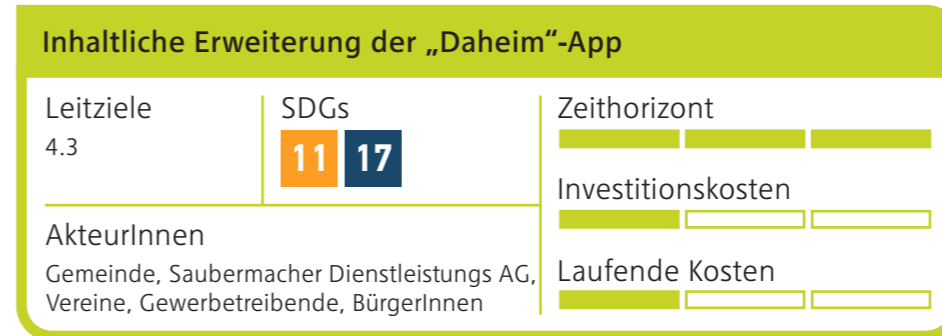 Inhaltliche Erweiterung der „Daheim“-App
Leitziele
4.3
SDGs
11 17
AkteurInnen
Gemeinde, Saubermacher Dienstleistungs AG,
Vereine, Gewerbetreibende, BürgerInnen
Zeithorizont
Investitionskosten
Laufende Kosten